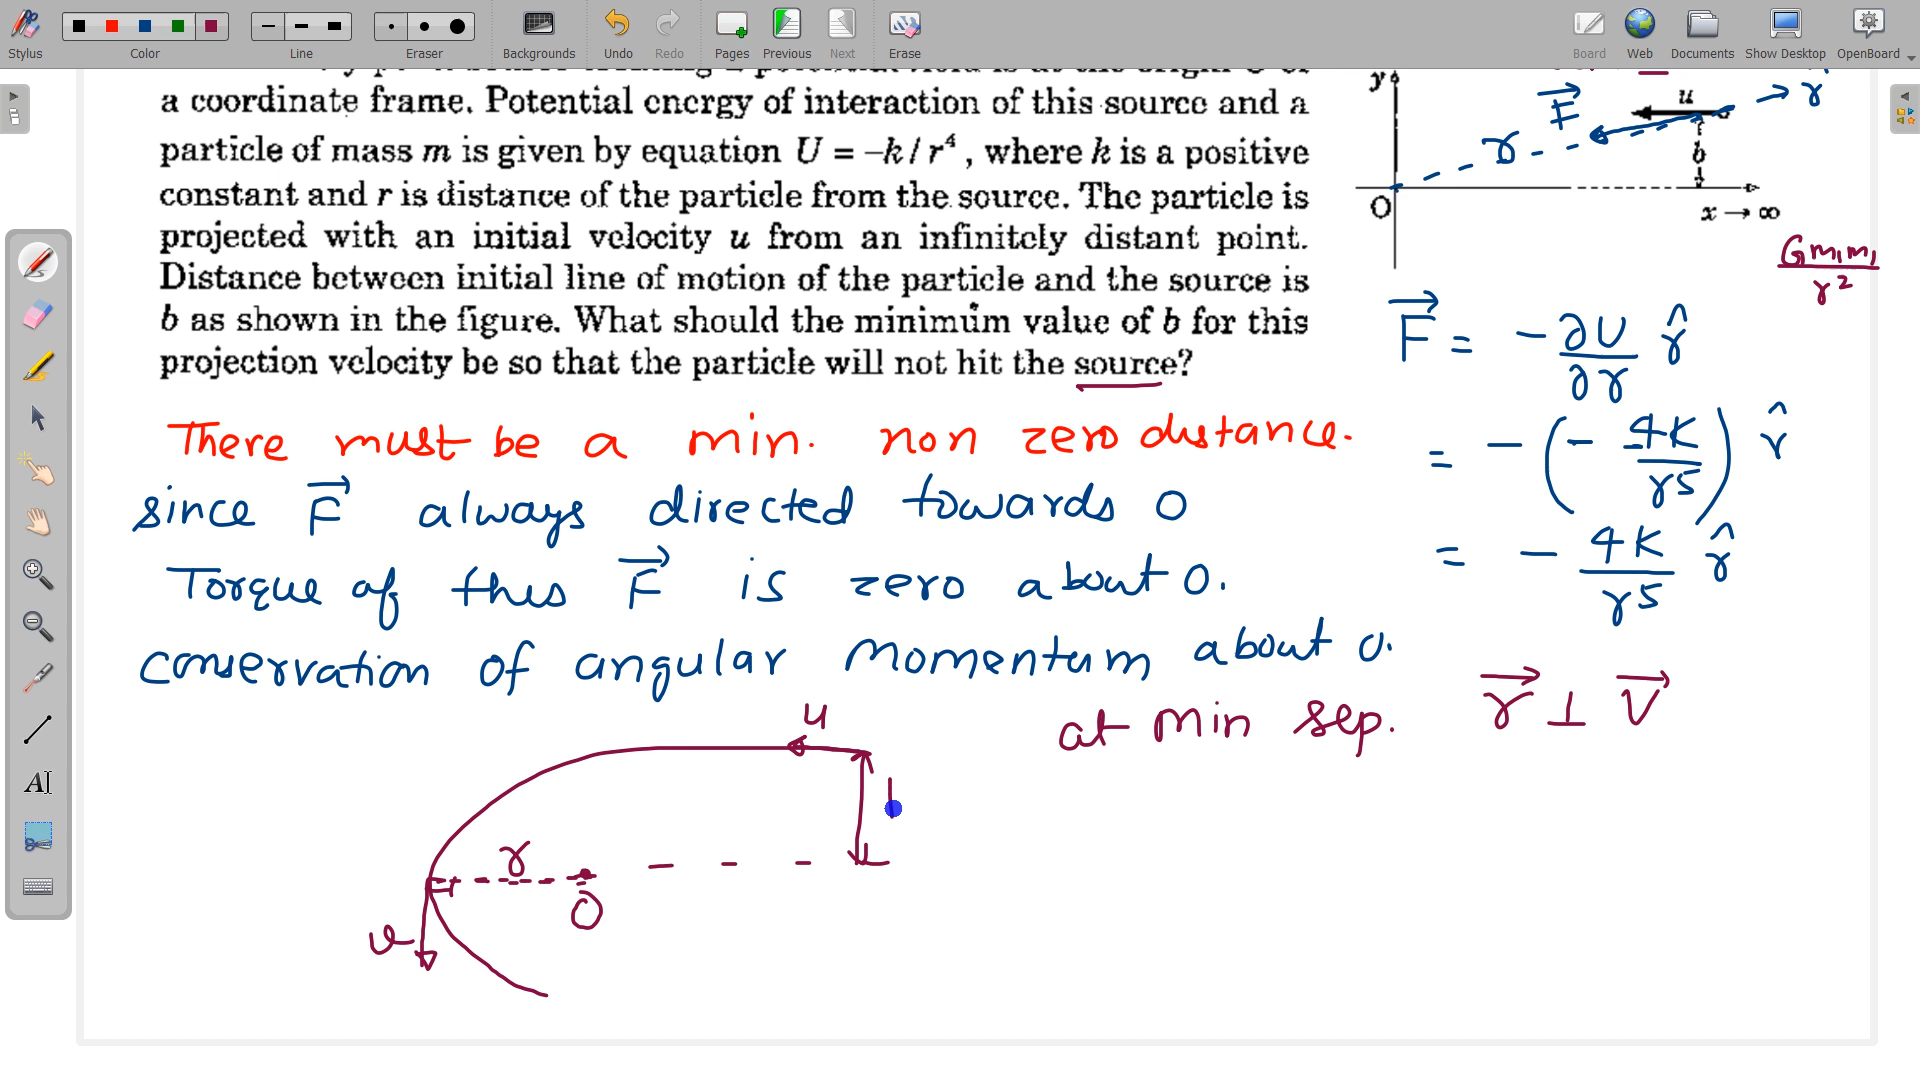 Stylus Color Line Eraser Backgrounds Undo Redo Pages Previous Next Erase Board Web Documents Show Desktop OpenBoard
a coordinate frame. Potential energy of interaction of this source and a
particle of mass m is given by equation U = −k / r⁴ , where k is a positive
constant and r is distance of the particle from the source. The particle is
projected with an initial velocity u from an infinitely distant point.
Distance between initial line of motion of the particle and the source is
b as shown in the figure. What should the minimum value of b for this
projection velocity be so that the particle will not hit the source?
y
F⃗
u
r̂
r
b
O
x → ∞
Gm₁m₁ / r²
F⃗ = −∂U/∂r r̂
= −(−4K/r⁵) r̂
= −4K/r⁵ r̂
There must be a min. non zero distance.
since F⃗ always directed towards O
Torque of this F⃗ is zero about O.
conservation of angular momentum about O.
at min sep. r⃗ ⊥ V⃗
u
r
O
v
AI